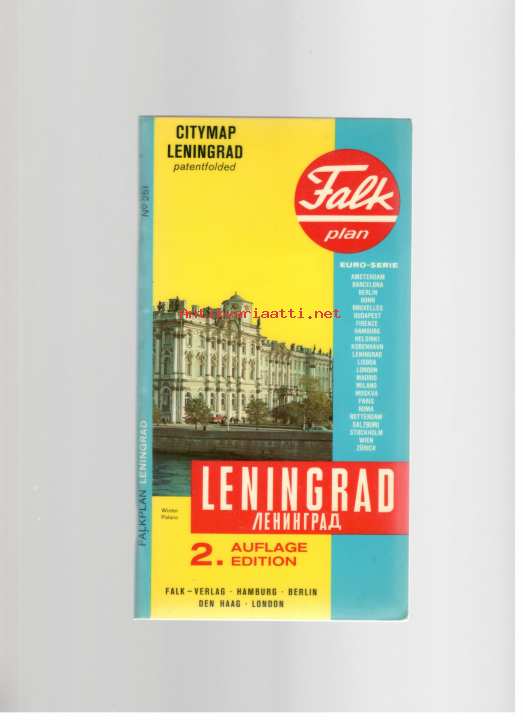 CITYMAP
LENINGRAD
patentfolded
Falk
plan
EURO-SERIE
AMSTERDAM
BARCELONA
BERLIN
BONN
BRUXELLES
BUDAPEST
FIRENZE
HAMBURG
HELSINKI
KØBENHAVN
LENINGRAD
LISBOA
LONDON
MADRID
MILANO
MOSKVA
PARIS
ROMA
ROTTERDAM
SALZBURG
STOCKHOLM
WIEN
ZÜRICH
antikvariaatti.net
LENINGRAD
ЛЕНИНГРАД
Winter
Palace
2. AUFLAGE
EDITION
FALK – VERLAG · HAMBURG · BERLIN
DEN HAAG · LONDON
FALKPLAN LENINGRAD Nº 251